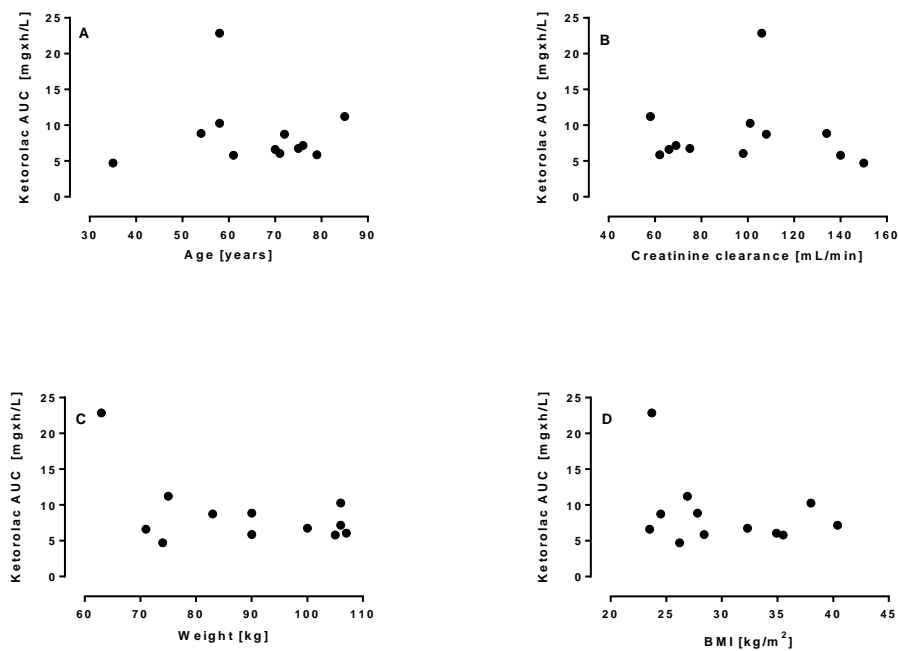 A
Ketorolac AUC [mgxh/L]
25
20
15
10
5
0
30 40 50 60 70 80 90
Age [years]
B
Ketorolac AUC [mgxh/L]
25
20
15
10
5
0
40 60 80 100 120 140 160
Creatinine clearance [mL/min]
C
Ketorolac AUC [mgxh/L]
25
20
15
10
5
0
60 70 80 90 100 110
Weight [kg]
D
Ketorolac AUC [mgxh/L]
25
20
15
10
5
0
20 25 30 35 40 45
BMI [kg/m²]